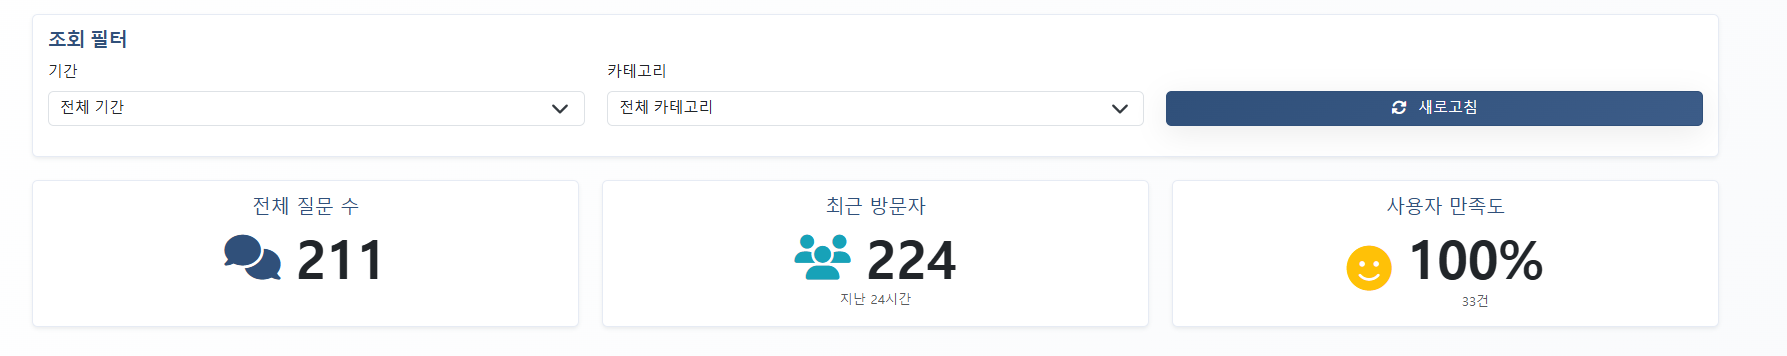 조회 필터
기간
카테고리
전체 기간
전체 카테고리
새로고침
전체 질문 수
211
최근 방문자
224
지난 24시간
사용자 만족도
100%
33건